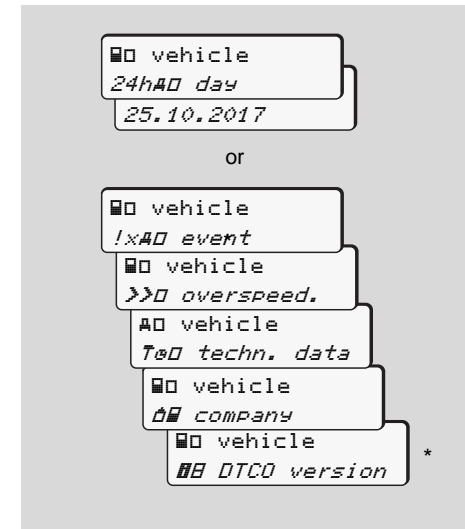 vehicle
24h day
25.10.2017
or
vehicle
!x event
vehicle
>> overspeed.
vehicle
T techn. data
vehicle
company
vehicle
DTCO version
*